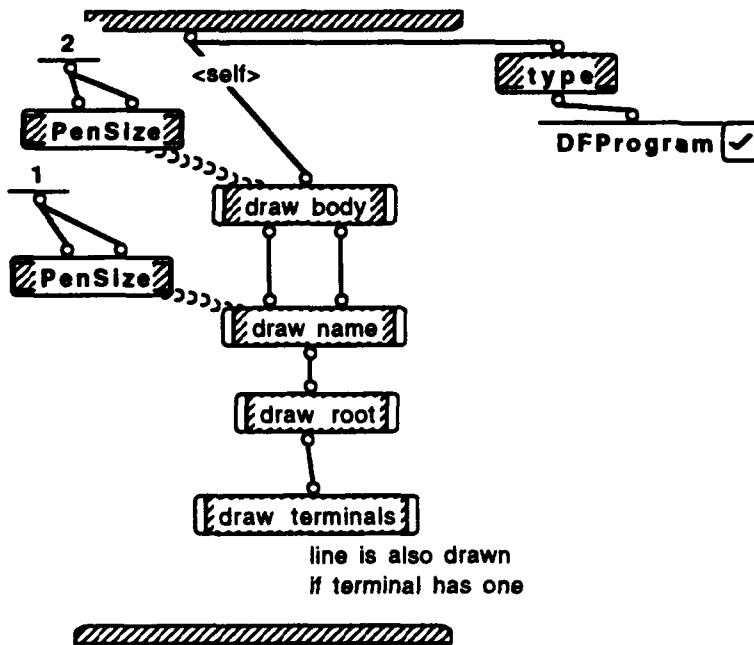 2
<self>
type
PenSize
DFProgram
1
draw body
PenSize
draw name
draw root
draw terminals
line is also drawn
if terminal has one